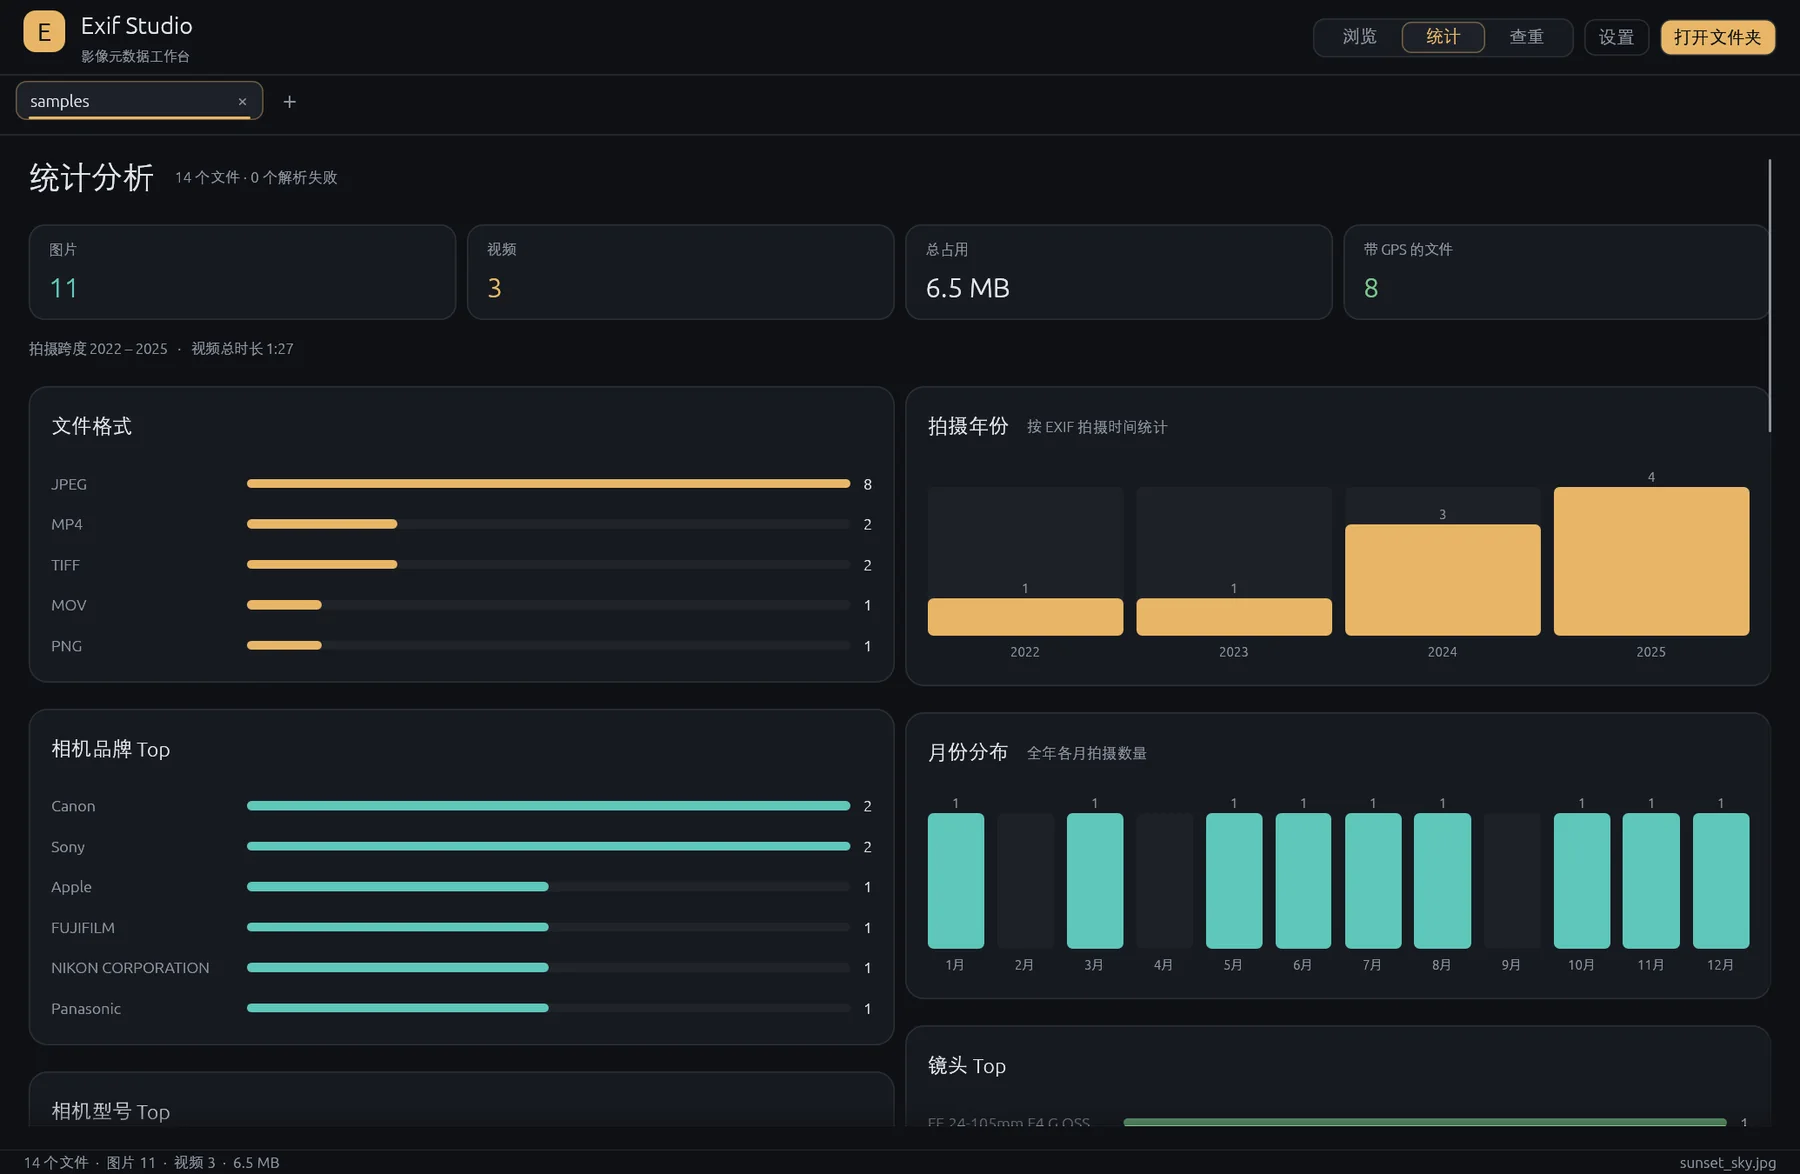 E
Exif Studio
影像元数据工作台
浏览
统计
查重
设置
打开文件夹
samples ×
+
统计分析
14 个文件 · 0 个解析失败
图片
11
视频
3
总占用
6.5 MB
带 GPS 的文件
8
拍摄跨度 2022 – 2025 · 视频总时长 1:27
文件格式
JPEG 8
MP4 2
TIFF 2
MOV 1
PNG 1
拍摄年份 按 EXIF 拍摄时间统计
1 1 3 4
2022 2023 2024 2025
相机品牌 Top
Canon 2
Sony 2
Apple 1
FUJIFILM 1
NIKON CORPORATION 1
Panasonic 1
月份分布 全年各月拍摄数量
1 1 1 1 1 1 1 1 1
1月 2月 3月 4月 5月 6月 7月 8月 9月 10月 11月 12月
相机型号 Top
镜头 Top
FE 24-105mm F4 G OSS 1
14 个文件 · 图片 11 · 视频 3 · 6.5 MB
sunset_sky.jpg